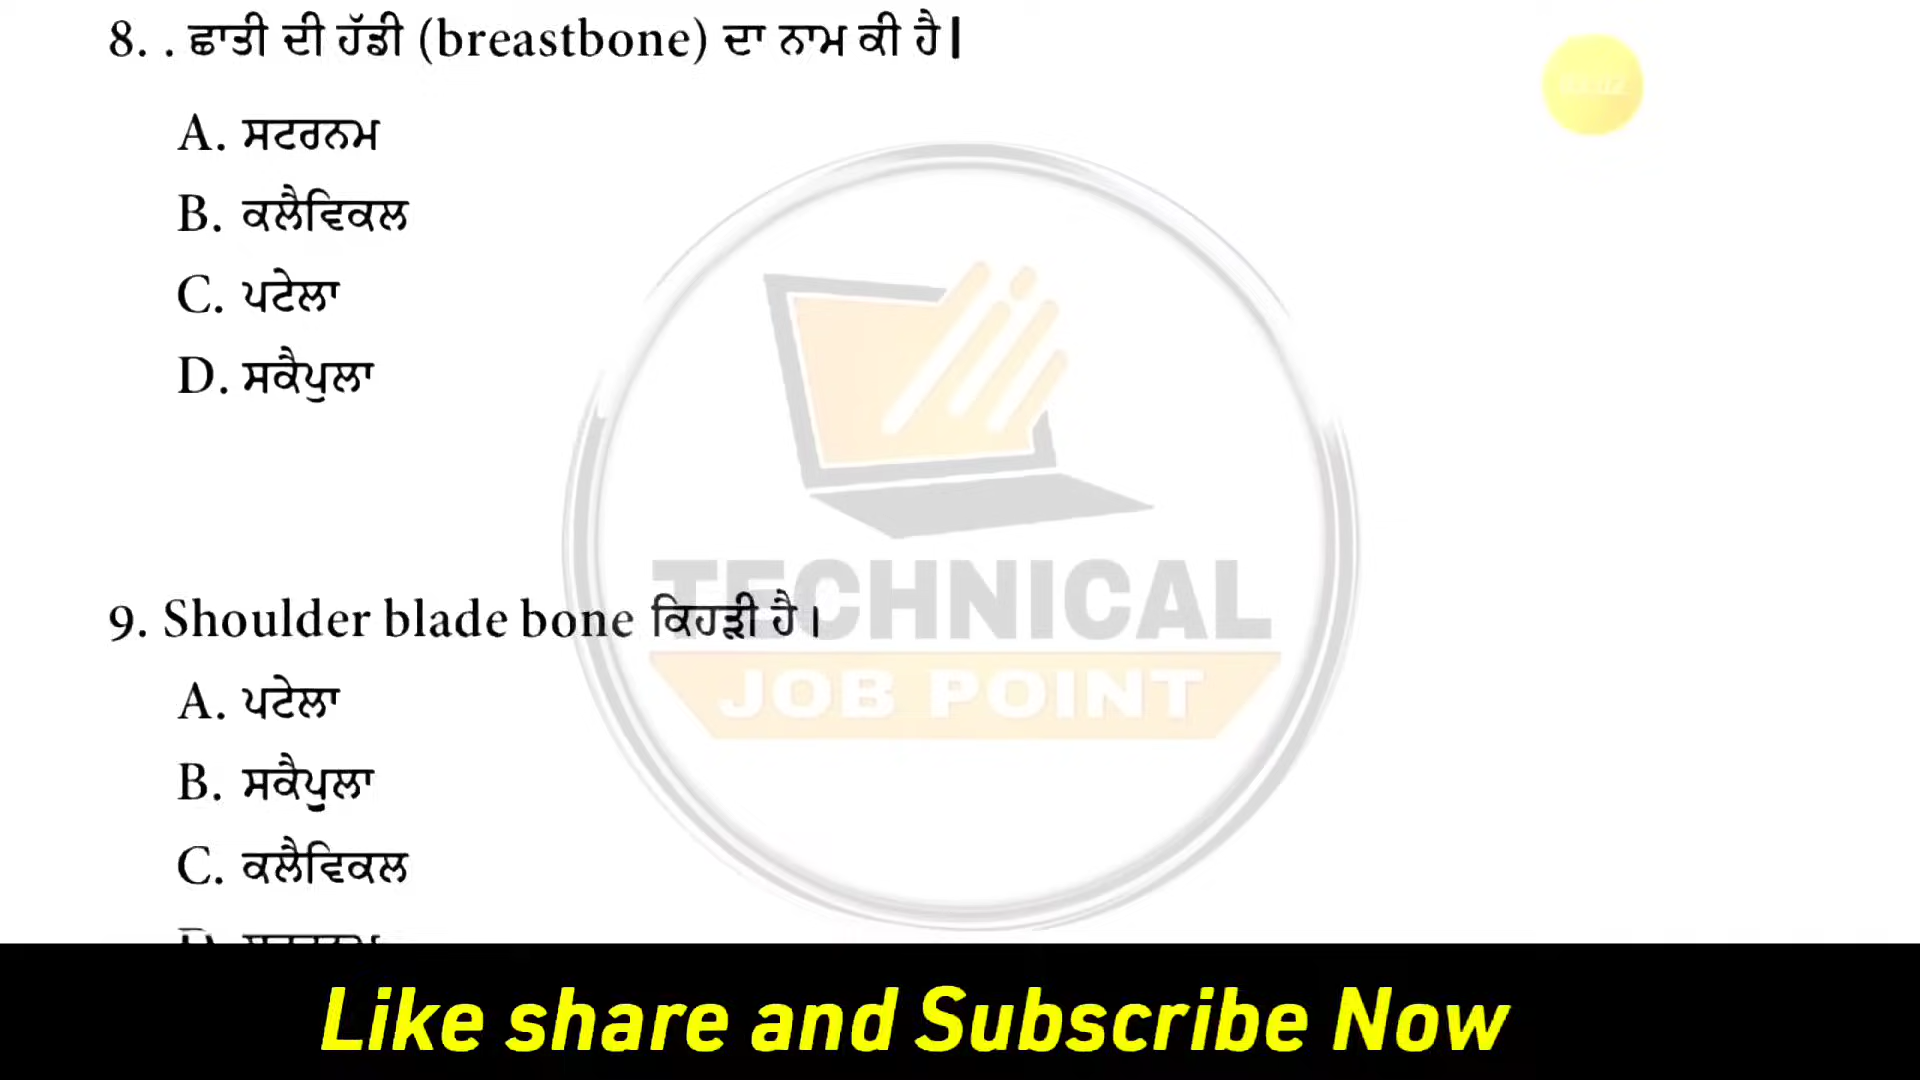 8. . ਛਾਤੀ ਦੀ ਹੱਡੀ (breastbone) ਦਾ ਨਾਮ ਕੀ ਹੈ|
A. ਸਟਰਨਮ
B. ਕਲੈਵਿਕਲ
C. ਪਟੇਲਾ
D. ਸਕੈਪੁਲਾ
TECHNICAL
JOB POINT
9. Shoulder blade bone ਕਿਹੜੀ ਹੈ।
A. ਪਟੇਲਾ
B. ਸਕੈਪੁਲਾ
C. ਕਲੈਵਿਕਲ
Like share and Subscribe Now